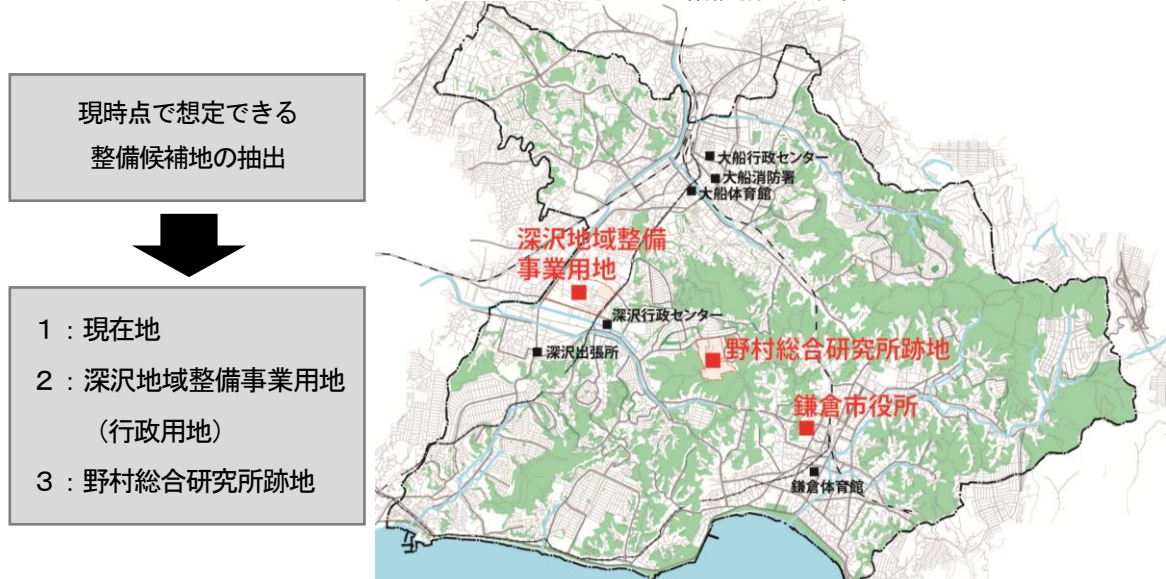 現時点で想定できる
整備候補地の抽出
1：現在地
2：深沢地域整備事業用地
（行政用地）
3：野村総合研究所跡地
大船行政センター
大船消防署
大船体育館
深沢地域整備
事業用地
深沢行政センター
深沢出張所
野村総合研究所跡地
鎌倉市役所
鎌倉体育館